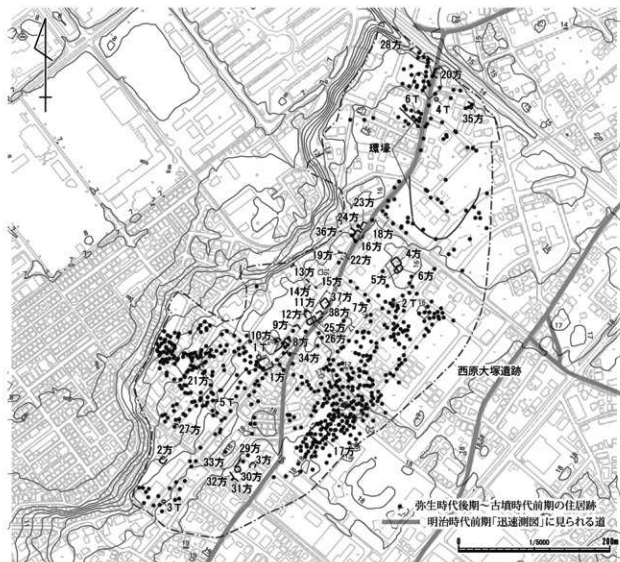 28方
20方
6T
4T
35方
環壕
23方
24方
36方
18方
16方
19方
22方
4方
13方
5方
6方
15方
14方
37方
7方
2T
11方
12方
38方
9方
25方
10方
8方
26方
1T
34方
1方
21方
西原大塚遺跡
5T
27方
17方
2方
29方
33方
3方
30方
32方
31方
3T
弥生時代後期～古墳時代前期の住居跡
明治時代前期「迅速測図」に見られる道
0
1/5000
200m